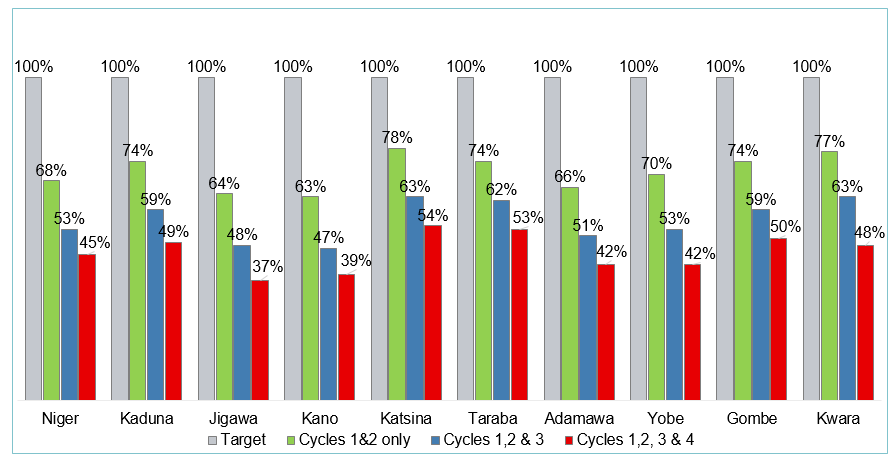 100% 100% 100% 100% 100% 100% 100% 100% 100% 100%
68% 53% 45%
74% 59% 49%
64% 48% 37%
63% 47% 39%
78% 63% 54%
74% 62% 53%
66% 51% 42%
70% 53% 42%
74% 59% 50%
77% 63% 48%
Niger Kaduna Jigawa Kano Katsina Taraba Adamawa Yobe Gombe Kwara
Target Cycles 1&2 only Cycles 1,2 & 3 Cycles 1,2, 3 & 4